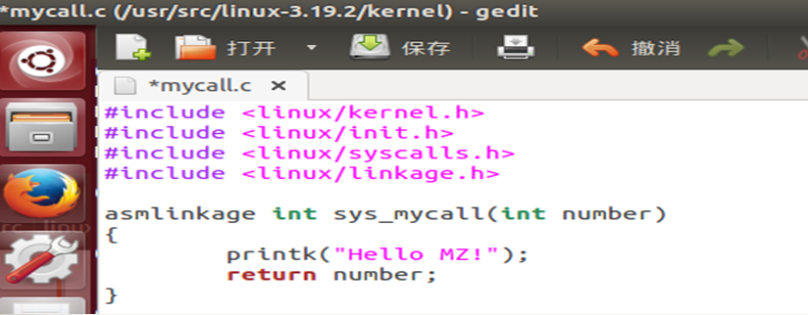 *mycall.c (/usr/src/linux-3.19.2/kernel) - gedit
打开 保存 撤消
*mycall.c ×
#include <linux/kernel.h>
#include <linux/init.h>
#include <linux/syscalls.h>
#include <linux/linkage.h>
asmlinkage int sys_mycall(int number)
{
printk("Hello MZ!");
return number;
}